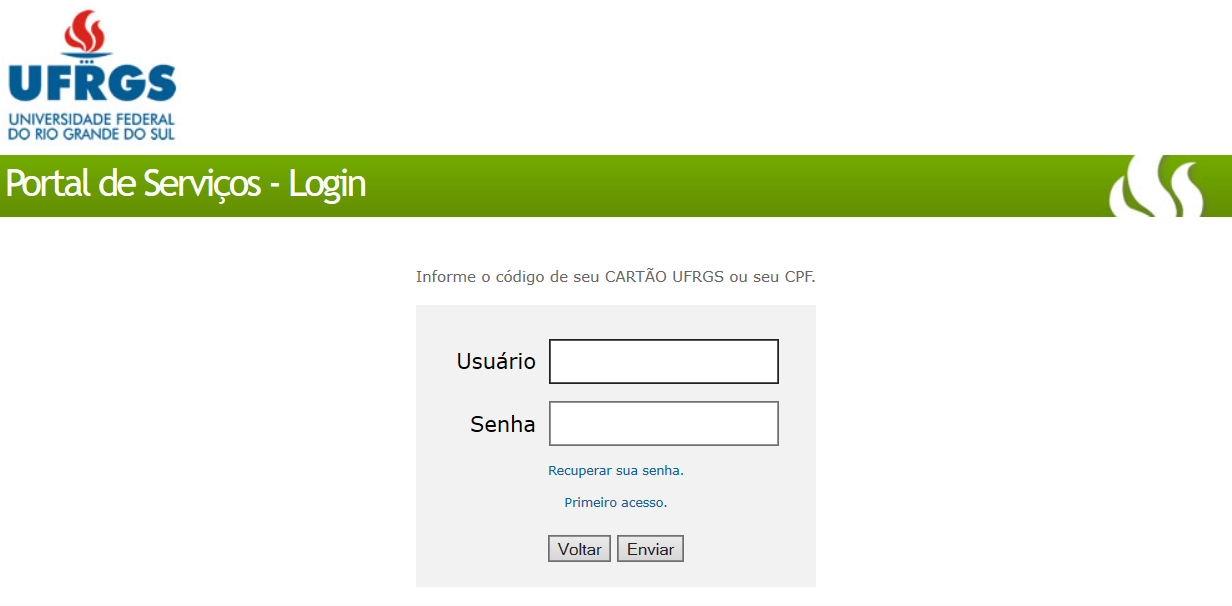 UFRGS
UNIVERSIDADE FEDERAL
DO RIO GRANDE DO SUL
Portal de Serviços - Login
Informe o código de seu CARTÃO UFRGS ou seu CPF.
Usuário
Senha
Recuperar sua senha.
Primeiro acesso.
Voltar Enviar